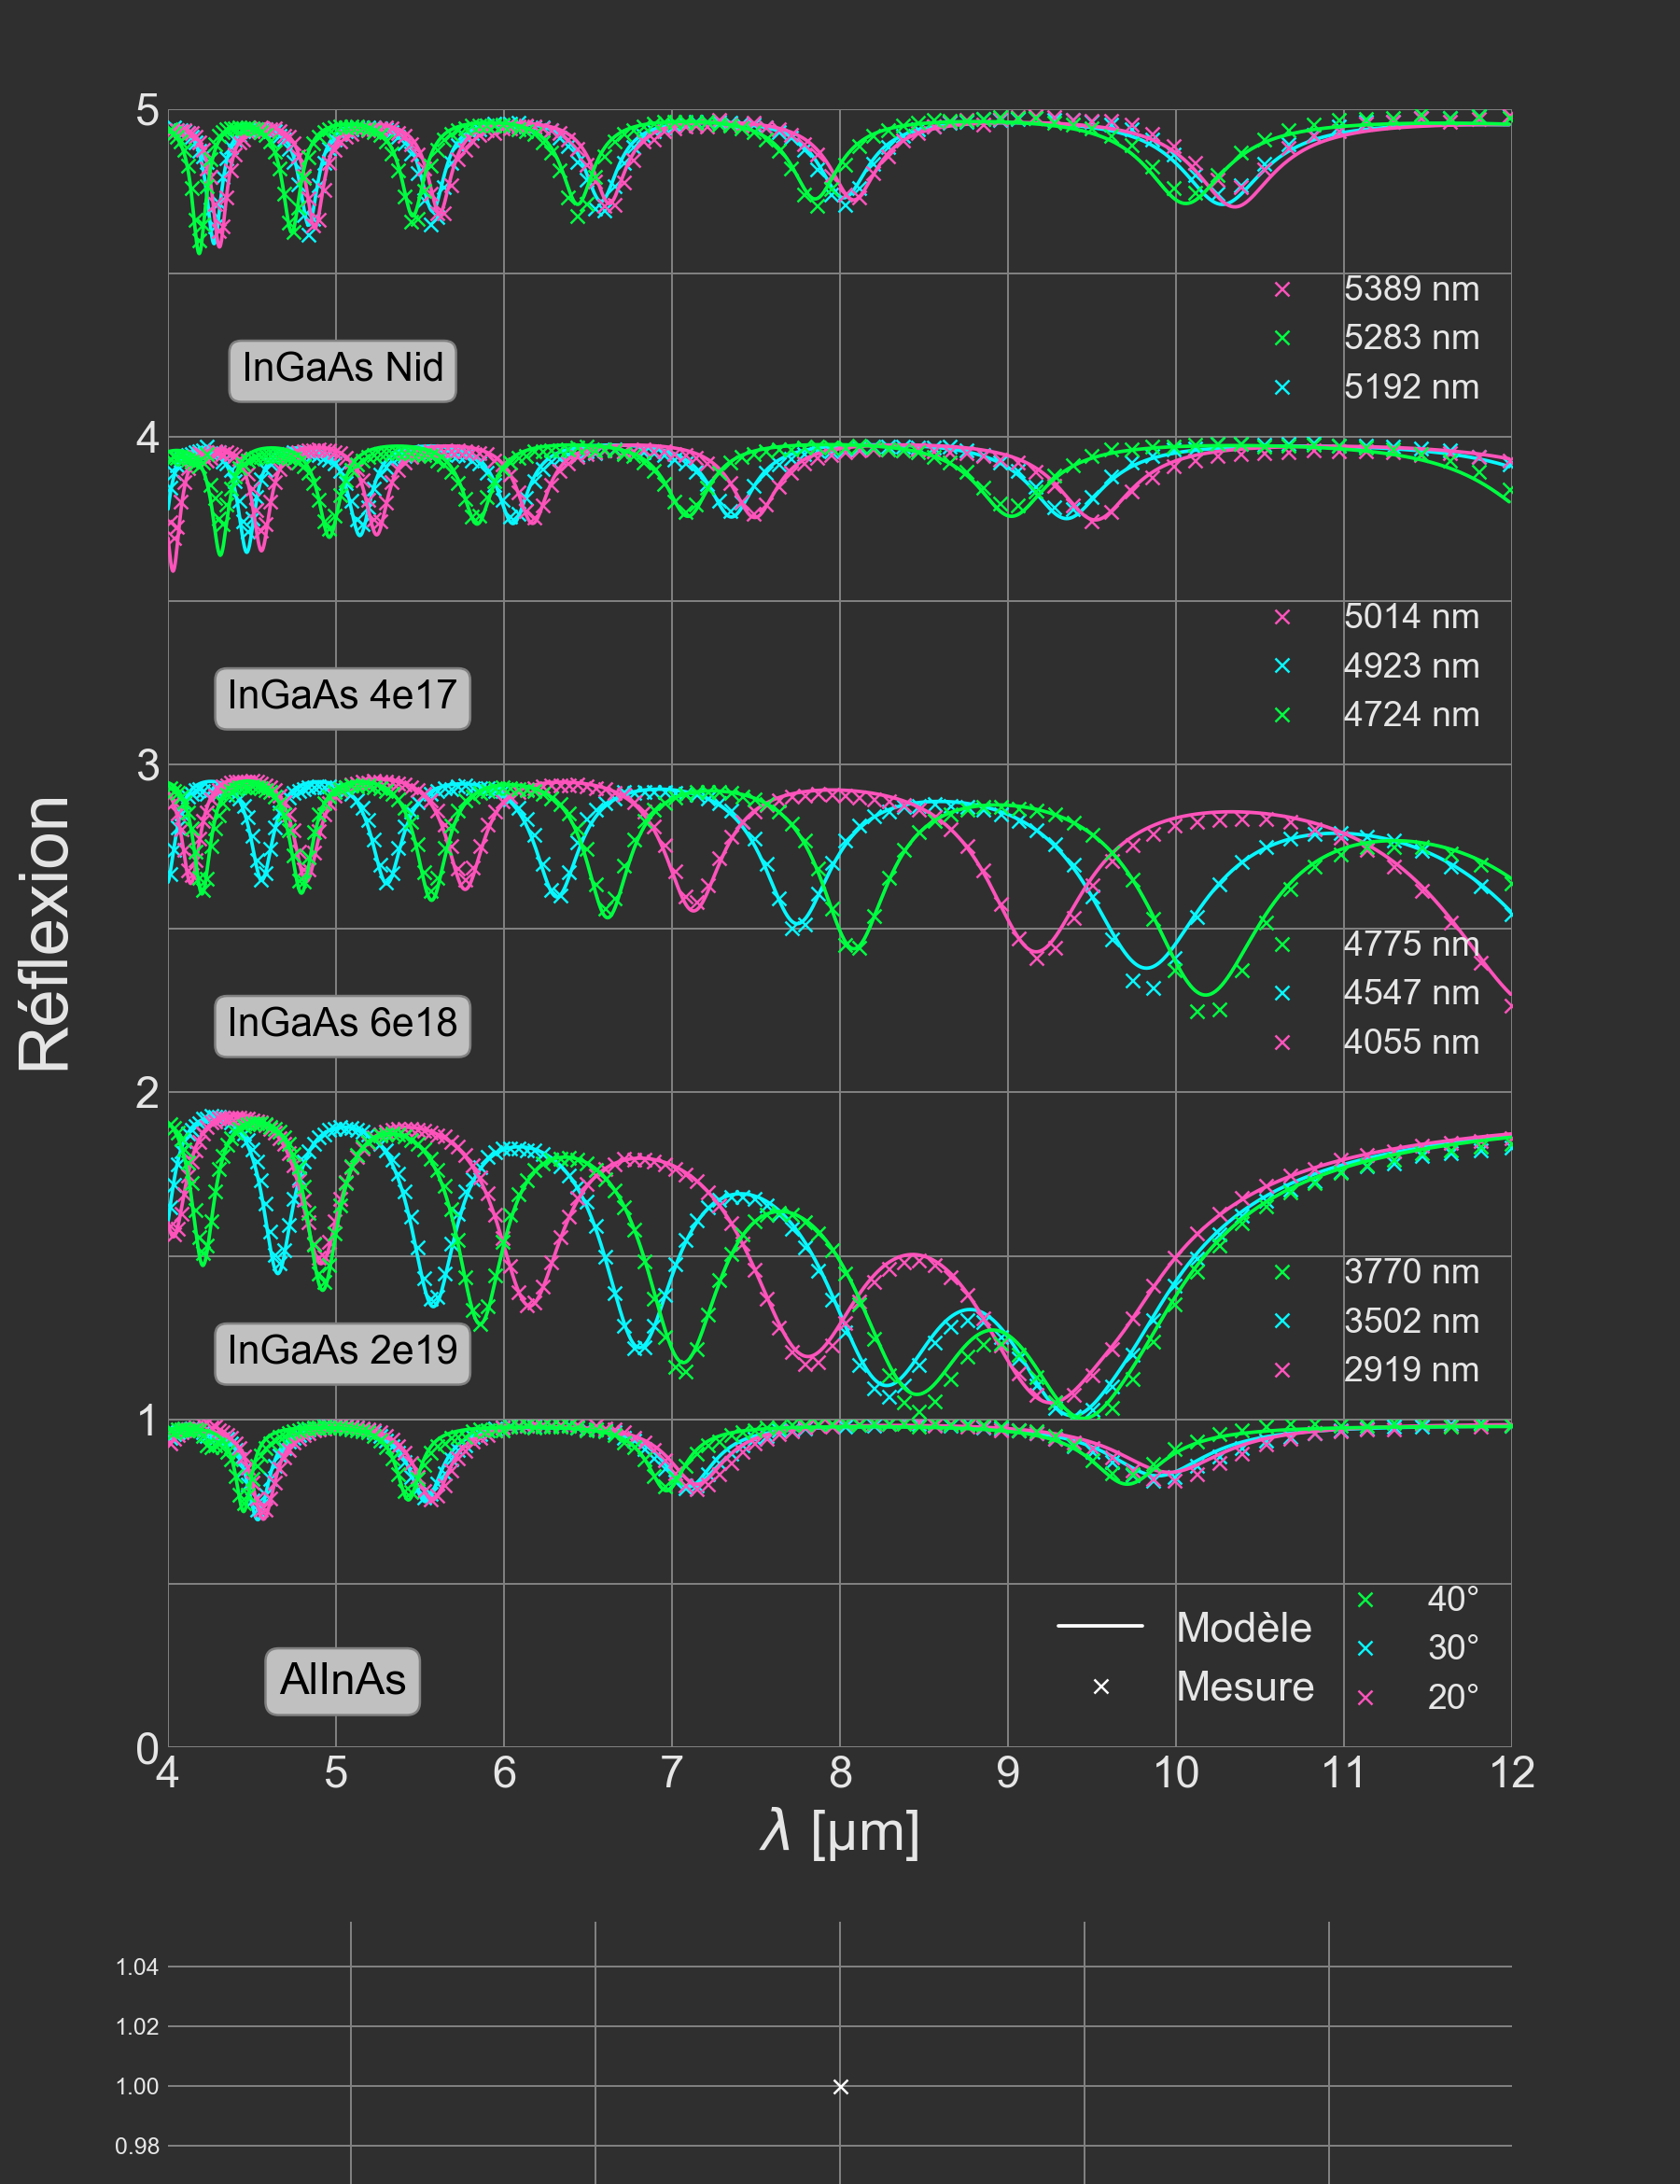 5
5389 nm
5283 nm
InGaAs Nid
5192 nm
4
5014 nm
4923 nm
InGaAs 4e17
4724 nm
3
Réflexion
4775 nm
4547 nm
InGaAs 6e18
4055 nm
2
3770 nm
3502 nm
InGaAs 2e19
2919 nm
1
40°
Modèle
30°
AlInAs
Mesure
20°
0
4 5 6 7 8 9 10 11 12
λ [µm]
1.04
1.02
1.00
0.98